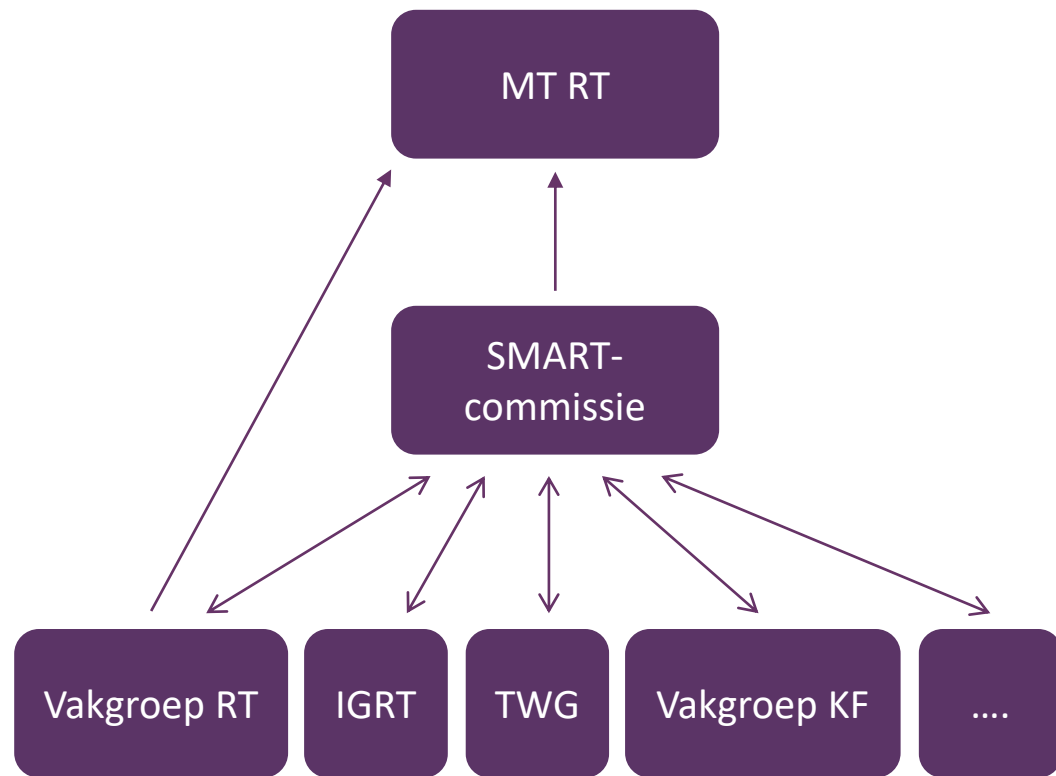 MT RT
SMART-
commissie
Vakgroep RT
IGRT
TWG
Vakgroep KF
....